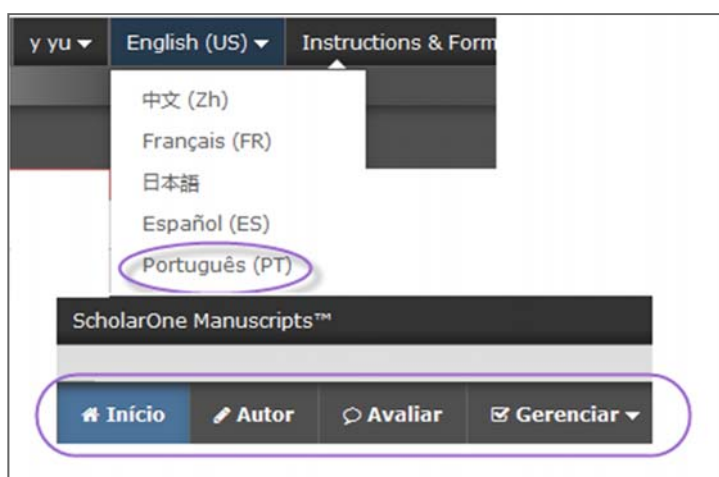 y yu English (US) Instructions & Form
中文 (Zh)
Français (FR)
日本語
Español (ES)
Português (PT)
ScholarOne Manuscripts™
Início Autor Avaliar Gerenciar